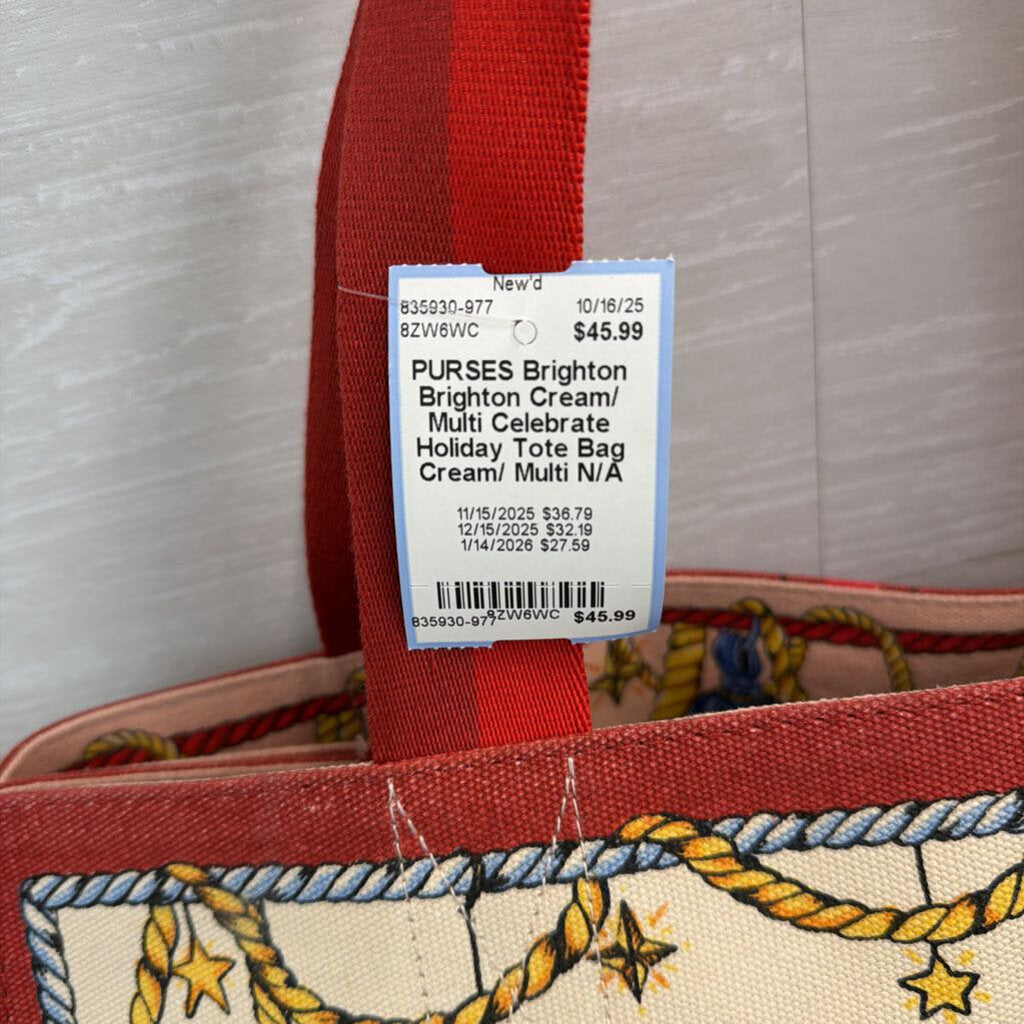 New'd
835930-977 10/16/25
8ZW6WC $45.99
PURSES Brighton
Brighton Cream/
Multi Celebrate
Holiday Tote Bag
Cream/ Multi N/A
11/15/2025 $36.79
12/15/2025 $32.19
1/14/2026 $27.59
835930-977 8ZW6WC $45.99